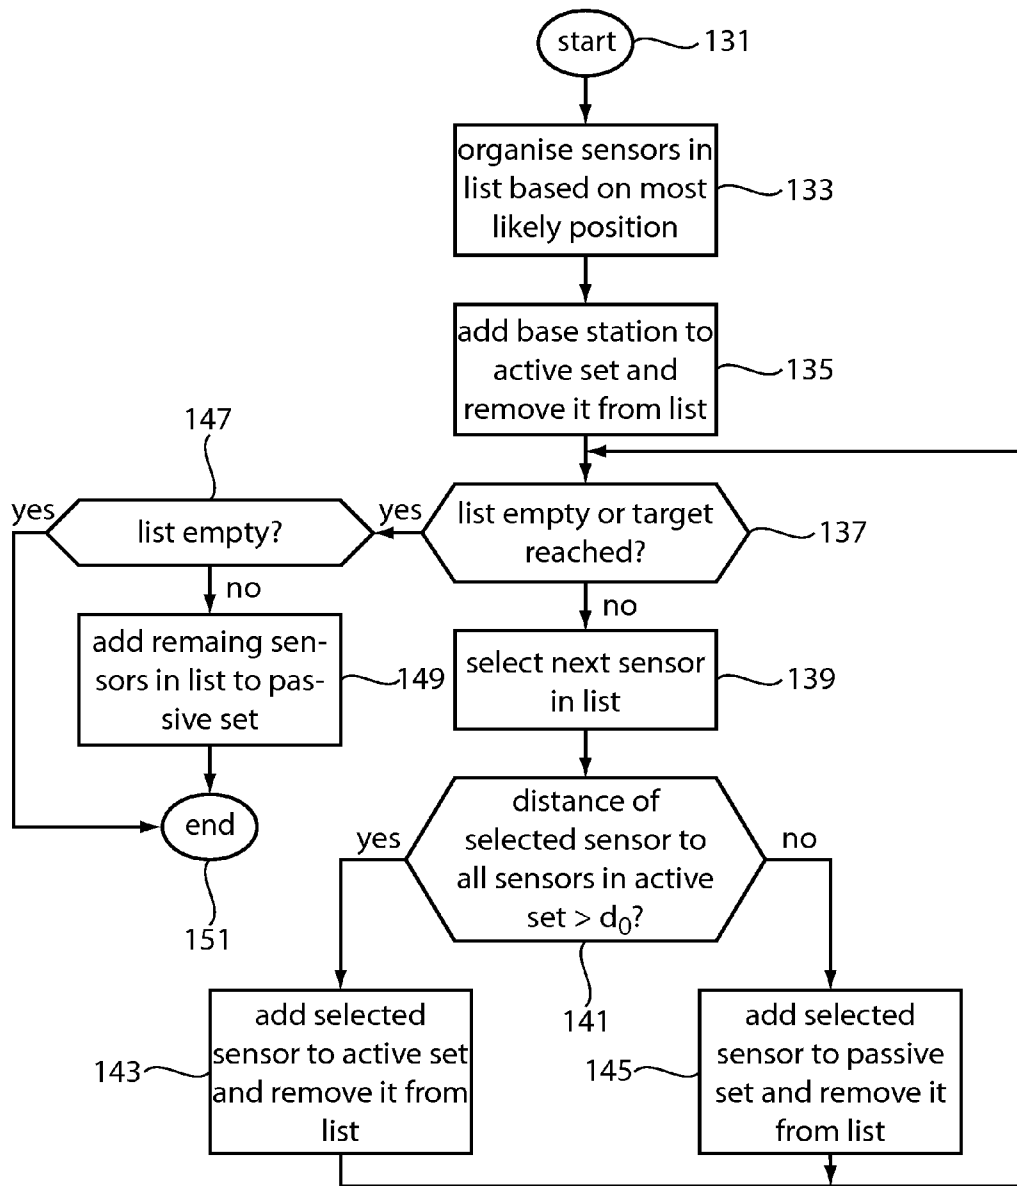 start
131
organise sensors in
list based on most
likely position
133
add base station to
active set and
remove it from list
135
147
yes
list empty?
yes
list empty or target
reached?
137
no
no
add remaing sen-
sors in list to pas-
sive set
149
select next sensor
in list
139
end
151
yes
distance of
selected sensor to
all sensors in active
set > d0?
no
141
143
add selected
sensor to active set
and remove it from
list
145
add selected
sensor to passive
set and remove it
from list